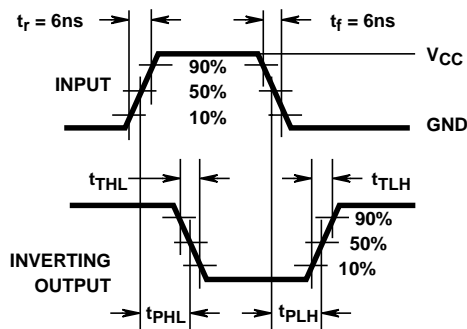 tr = 6ns
tf = 6ns
VCC
90%
INPUT
50%
10%
GND
tTHL
tTLH
90%
50%
INVERTING
OUTPUT
10%
tPHL
tPLH